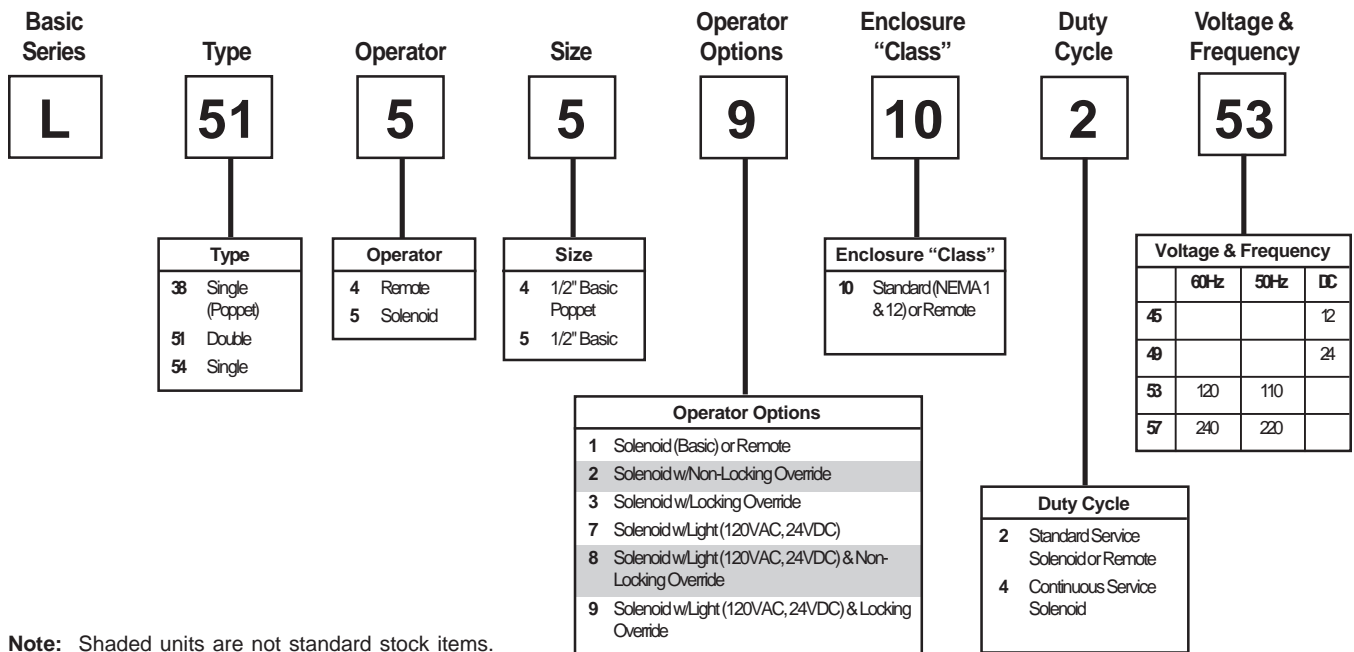 Basic Series
Type
Operator
Size
Operator Options
Enclosure “Class”
Duty Cycle
Voltage & Frequency
L
51
5
5
9
10
2
53
Type
38 Single
(Poppet)
51 Double
54 Single
Operator
4 Remote
5 Solenoid
Size
4 1/2" Basic
Poppet
5 1/2" Basic
Enclosure “Class”
10 Standard (NEMA 1
& 12) or Remote
Voltage & Frequency
60Hz 50Hz DC
45 12
49 24
53 120 110
57 240 220
Operator Options
1 Solenoid (Basic) or Remote
2 Solenoid w/Non-Locking Override
3 Solenoid w/Locking Override
7 Solenoid w/Light (120VAC, 24VDC)
8 Solenoid w/Light (120VAC, 24VDC) & Non-
Locking Override
9 Solenoid w/Light (120VAC, 24VDC) & Locking
Override
Duty Cycle
2 Standard Service
Solenoid or Remote
4 Continuous Service
Solenoid
Note: Shaded units are not standard stock items.